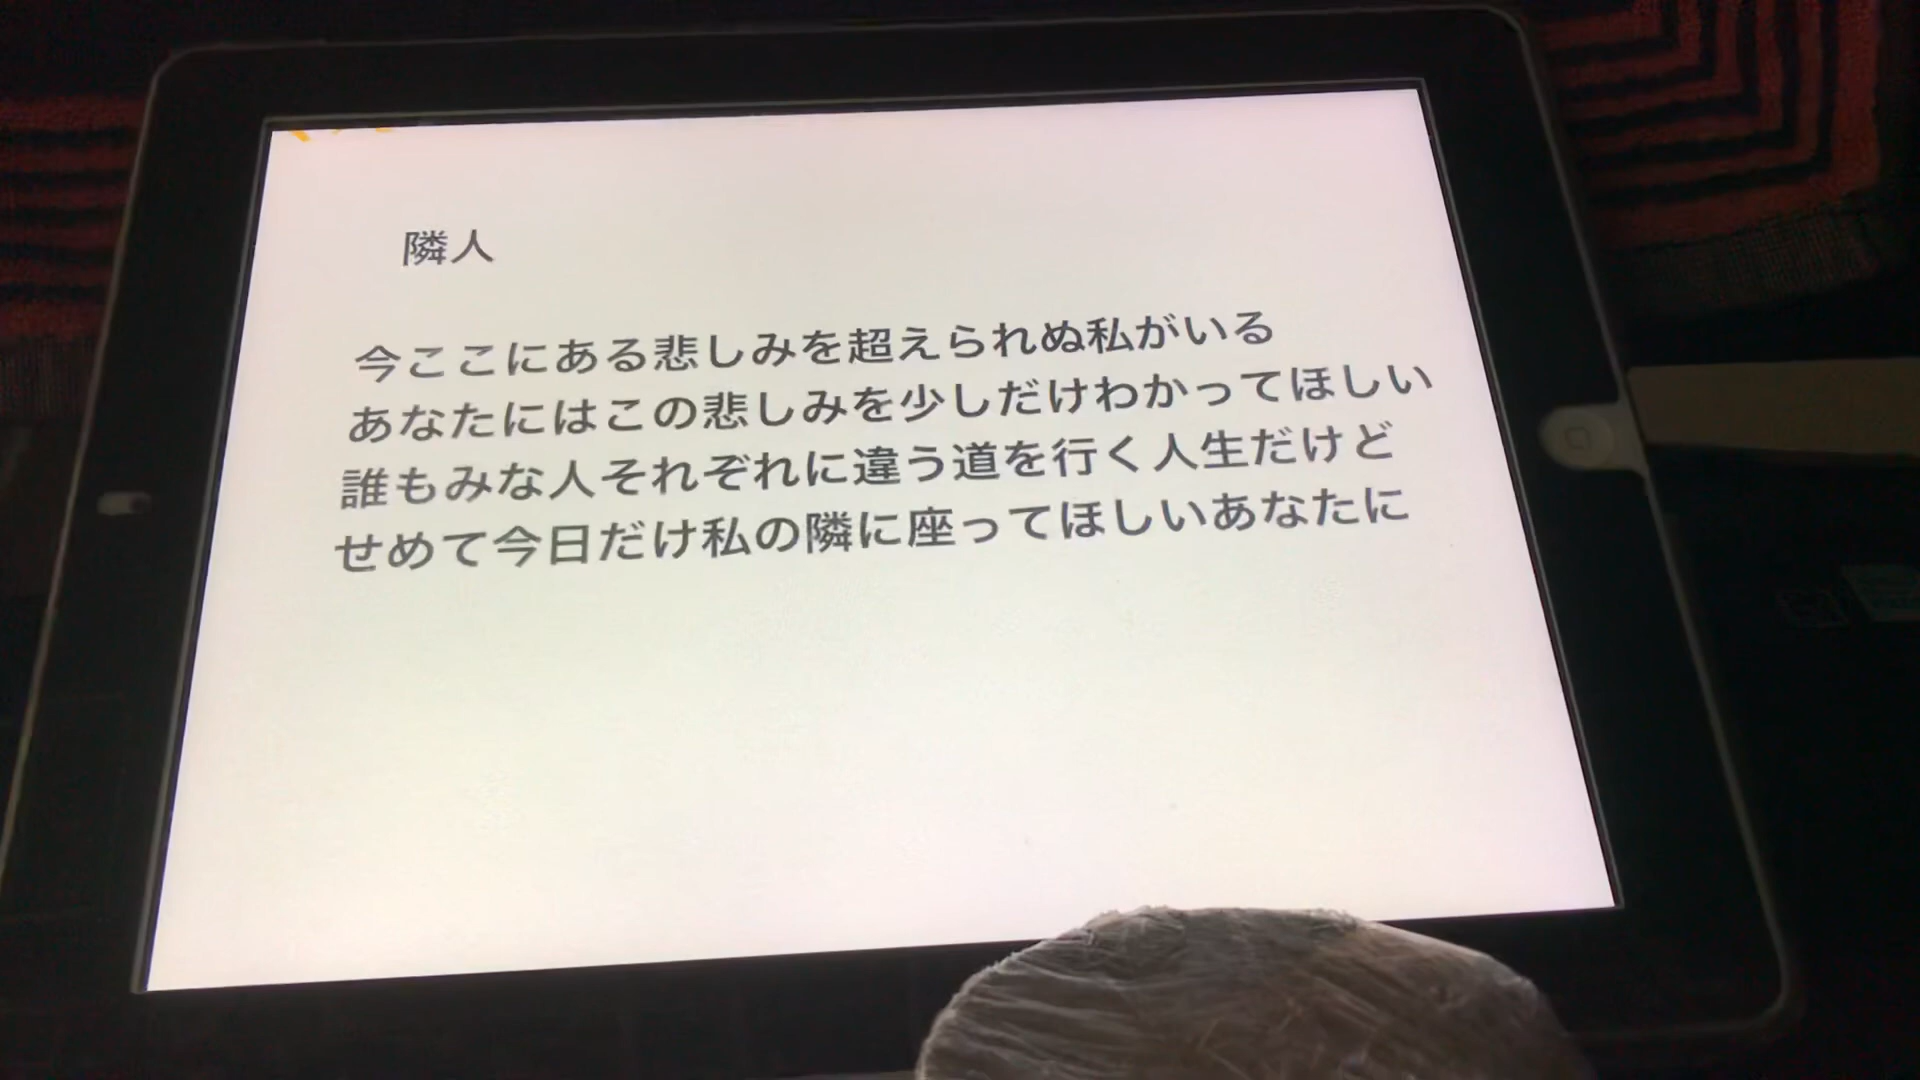 隣人
今ここにある悲しみを超えられぬ私がいる
あなたにはこの悲しみを少しだけわかってほしい
誰もみな人それぞれに違う道を行く人生だけど
せめて今日だけ私の隣に座ってほしいあなたに